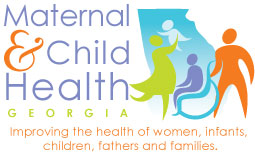 Maternal
& Child
Health
GEORGIA
Improving the health of women, infants,
children, fathers and families.